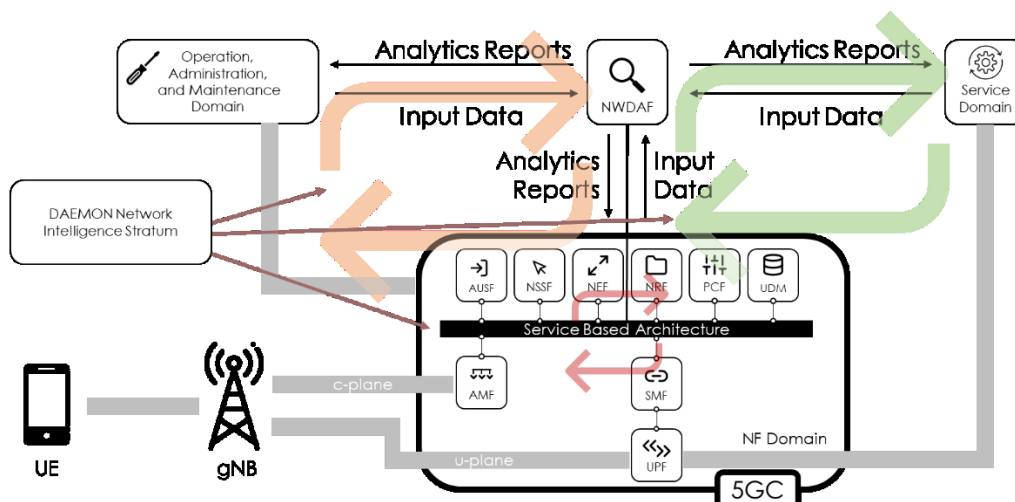 Analytics Reports
Analytics Reports
Operation,
Administration,
and Maintenance
Domain
NWDAF
Service
Domain
Input Data
Input Data
Analytics
Reports
Input
Data
DAEMON Network
Intelligence Stratum
AUSF
NSSF
NEF
NRF
PCF
UDM
Service Based Architecture
c-plane
AMF
SMF
NF Domain
UE
gNB
u-plane
UPF
5GC